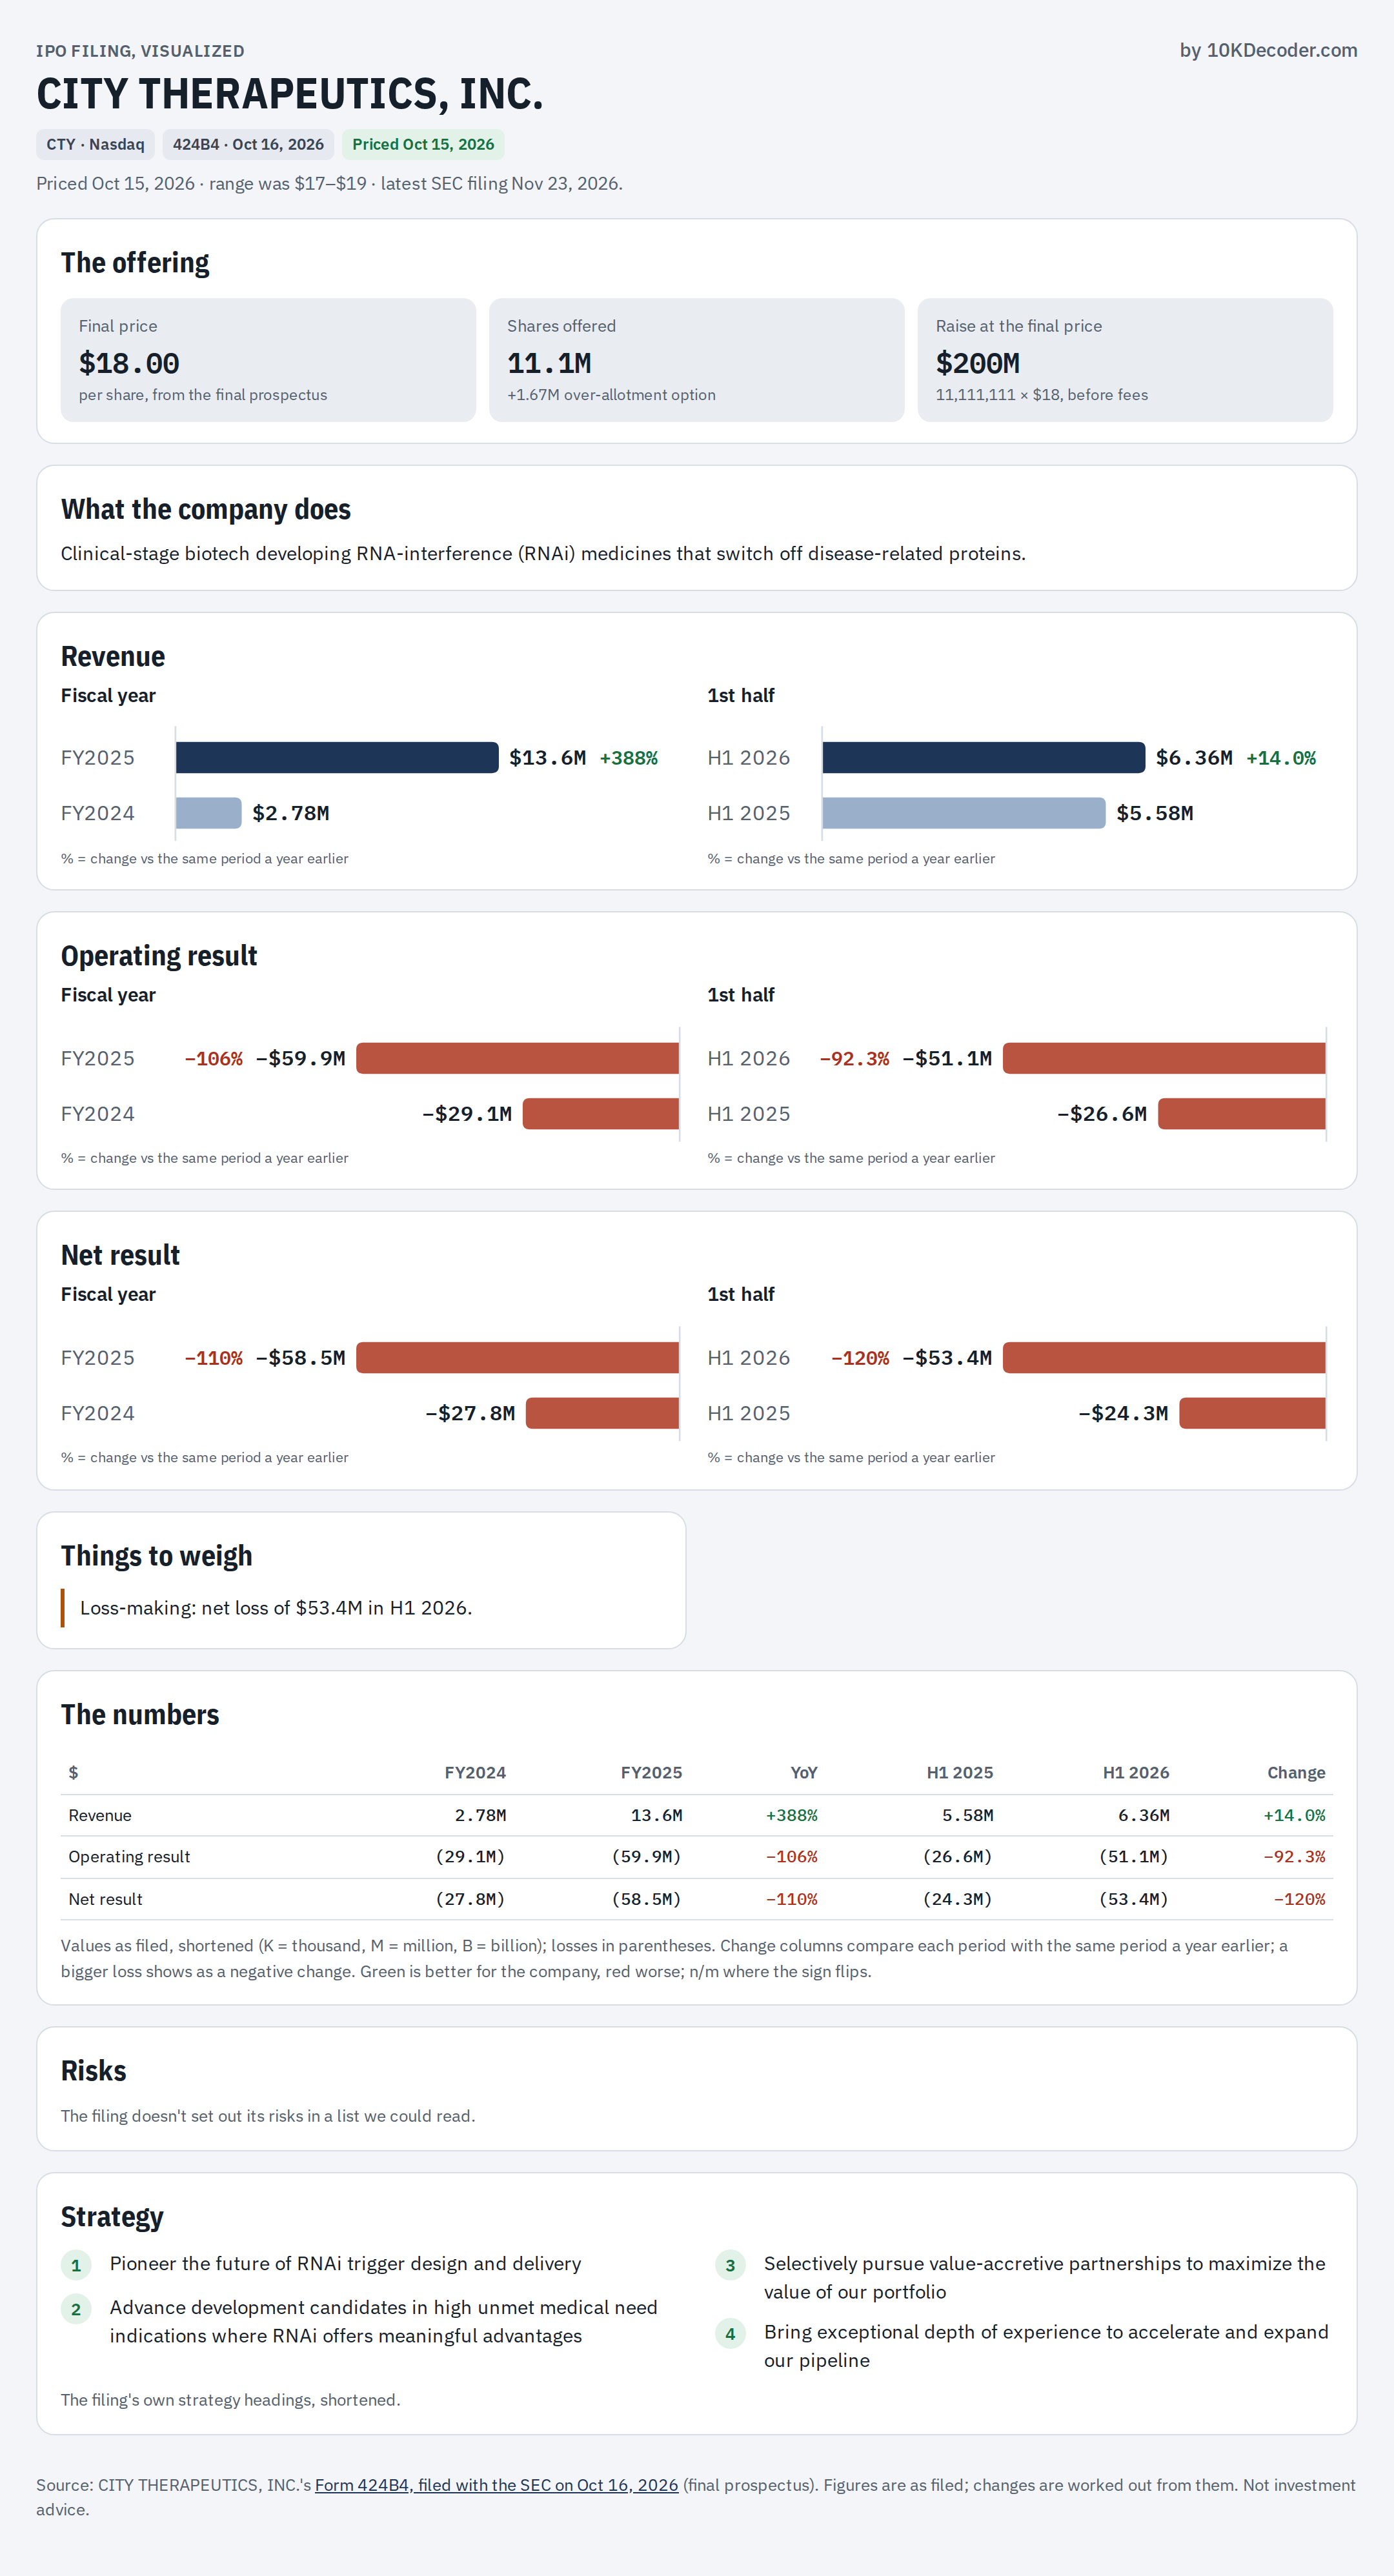 IPO FILING, VISUALIZED
by 10KDecoder.com
CITY THERAPEUTICS, INC.
CTY · Nasdaq
424B4 · Oct 16, 2026
Priced Oct 15, 2026
Priced Oct 15, 2026 · range was $17–$19 · latest SEC filing Nov 23, 2026.
The offering
Final price
$18.00
per share, from the final prospectus
Shares offered
11.1M
+1.67M over-allotment option
Raise at the final price
$200M
11,111,111 × $18, before fees
What the company does
Clinical-stage biotech developing RNA-interference (RNAi) medicines that switch off disease-related proteins.
Revenue
Fiscal year
FY2025 $13.6M +388%
FY2024 $2.78M
% = change vs the same period a year earlier
1st half
H1 2026 $6.36M +14.0%
H1 2025 $5.58M
% = change vs the same period a year earlier
Operating result
Fiscal year
FY2025 −106% −$59.9M
FY2024 −$29.1M
% = change vs the same period a year earlier
1st half
H1 2026 −92.3% −$51.1M
H1 2025 −$26.6M
% = change vs the same period a year earlier
Net result
Fiscal year
FY2025 −110% −$58.5M
FY2024 −$27.8M
% = change vs the same period a year earlier
1st half
H1 2026 −120% −$53.4M
H1 2025 −$24.3M
% = change vs the same period a year earlier
Things to weigh
Loss-making: net loss of $53.4M in H1 2026.
The numbers
$ FY2024 FY2025 YoY H1 2025 H1 2026 Change
Revenue 2.78M 13.6M +388% 5.58M 6.36M +14.0%
Operating result (29.1M) (59.9M) −106% (26.6M) (51.1M) −92.3%
Net result (27.8M) (58.5M) −110% (24.3M) (53.4M) −120%
Values as filed, shortened (K = thousand, M = million, B = billion); losses in parentheses. Change columns compare each period with the same period a year earlier; a
bigger loss shows as a negative change. Green is better for the company, red worse; n/m where the sign flips.
Risks
The filing doesn't set out its risks in a list we could read.
Strategy
1 Pioneer the future of RNAi trigger design and delivery
2 Advance development candidates in high unmet medical need
indications where RNAi offers meaningful advantages
3 Selectively pursue value-accretive partnerships to maximize the
value of our portfolio
4 Bring exceptional depth of experience to accelerate and expand
our pipeline
The filing's own strategy headings, shortened.
Source: CITY THERAPEUTICS, INC.'s Form 424B4, filed with the SEC on Oct 16, 2026 (final prospectus). Figures are as filed; changes are worked out from them. Not investment
advice.